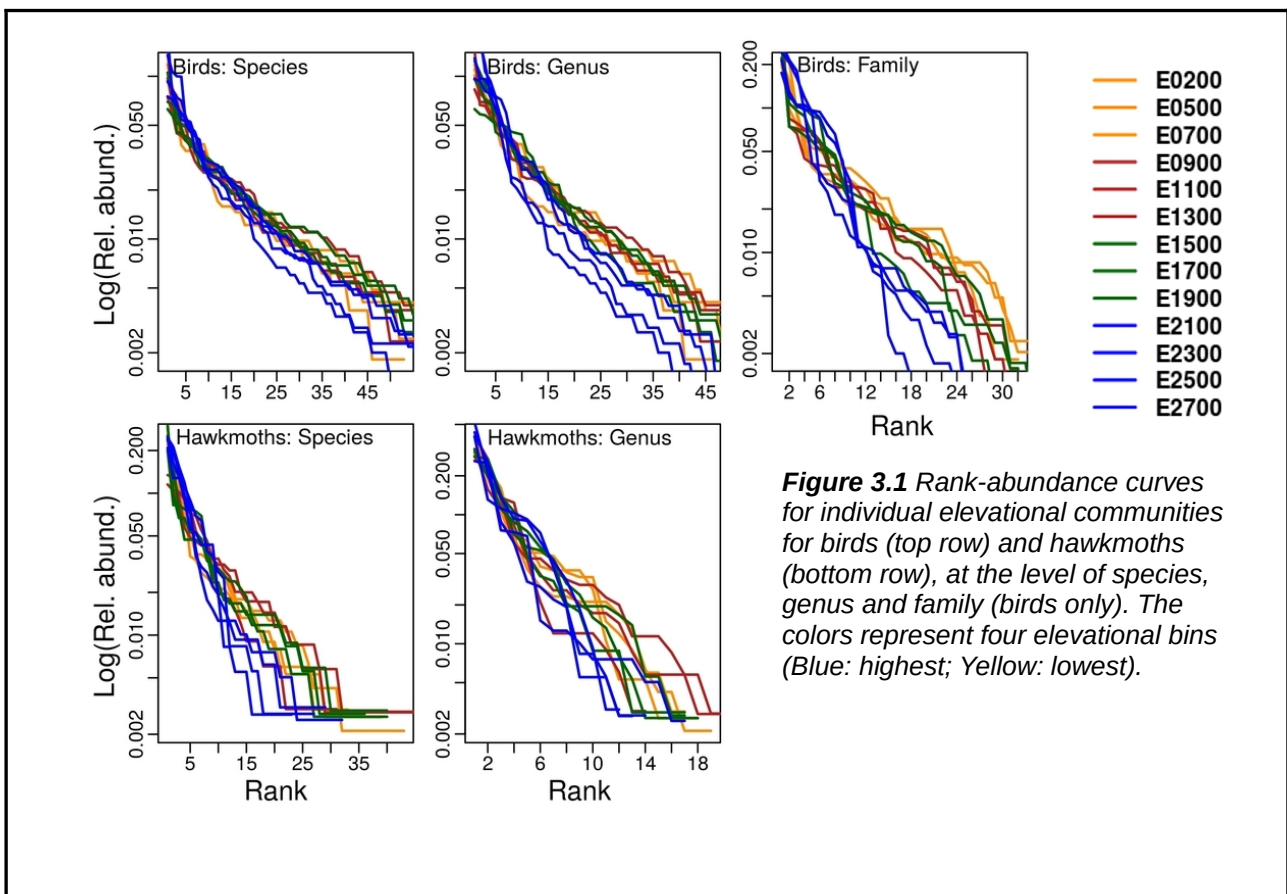 Birds: Species
Birds: Genus
Birds: Family
Log(Rel. abund.)
0.050
0.010
0.002
5 15 25 35 45
0.050
0.010
0.002
5 15 25 35 45
0.200
0.050
0.010
0.002
2 6 12 18 24 30
Rank
E0200
E0500
E0700
E0900
E1100
E1300
E1500
E1700
E1900
E2100
E2300
E2500
E2700
Hawkmoths: Species
Hawkmoths: Genus
Log(Rel. abund.)
0.200
0.050
0.010
0.002
5 15 25 35
Rank
0.200
0.050
0.010
0.002
2 6 10 14 18
Rank
Figure 3.1 Rank-abundance curves
for individual elevational communities
for birds (top row) and hawkmoths
(bottom row), at the level of species,
genus and family (birds only). The
colors represent four elevational bins
(Blue: highest; Yellow: lowest).